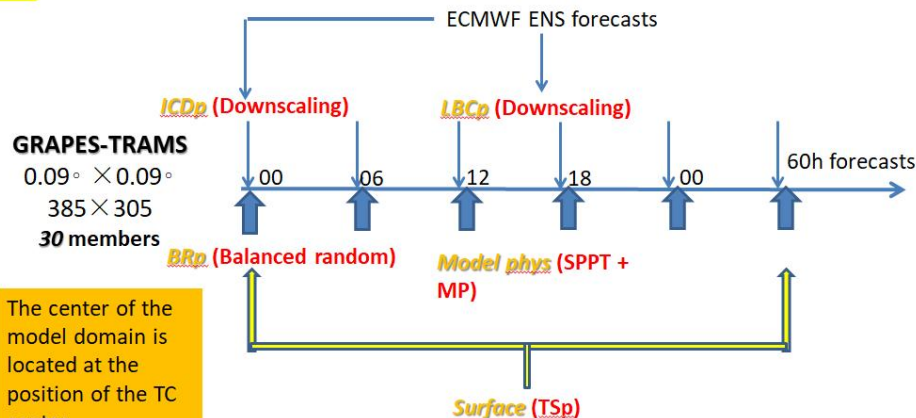 ECMWF ENS forecasts
ICDp (Downscaling)
LBCp (Downscaling)
GRAPES-TRAMS
0.09° ×0.09°
385×305
30 members
00
06
12
18
00
60h forecasts
BRp (Balanced random)
Model phys (SPPT +
MP)
The center of the
model domain is
located at the
position of the TC
Surface (TSp)